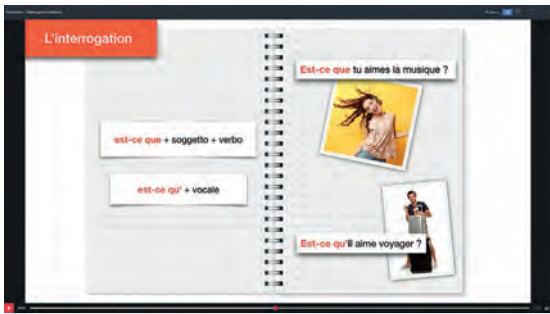 L'interrogation
est-ce que + soggetto + verbo
est-ce qu' + vocale
Est-ce que tu aimes la musique ?
Est-ce qu'il aime voyager ?